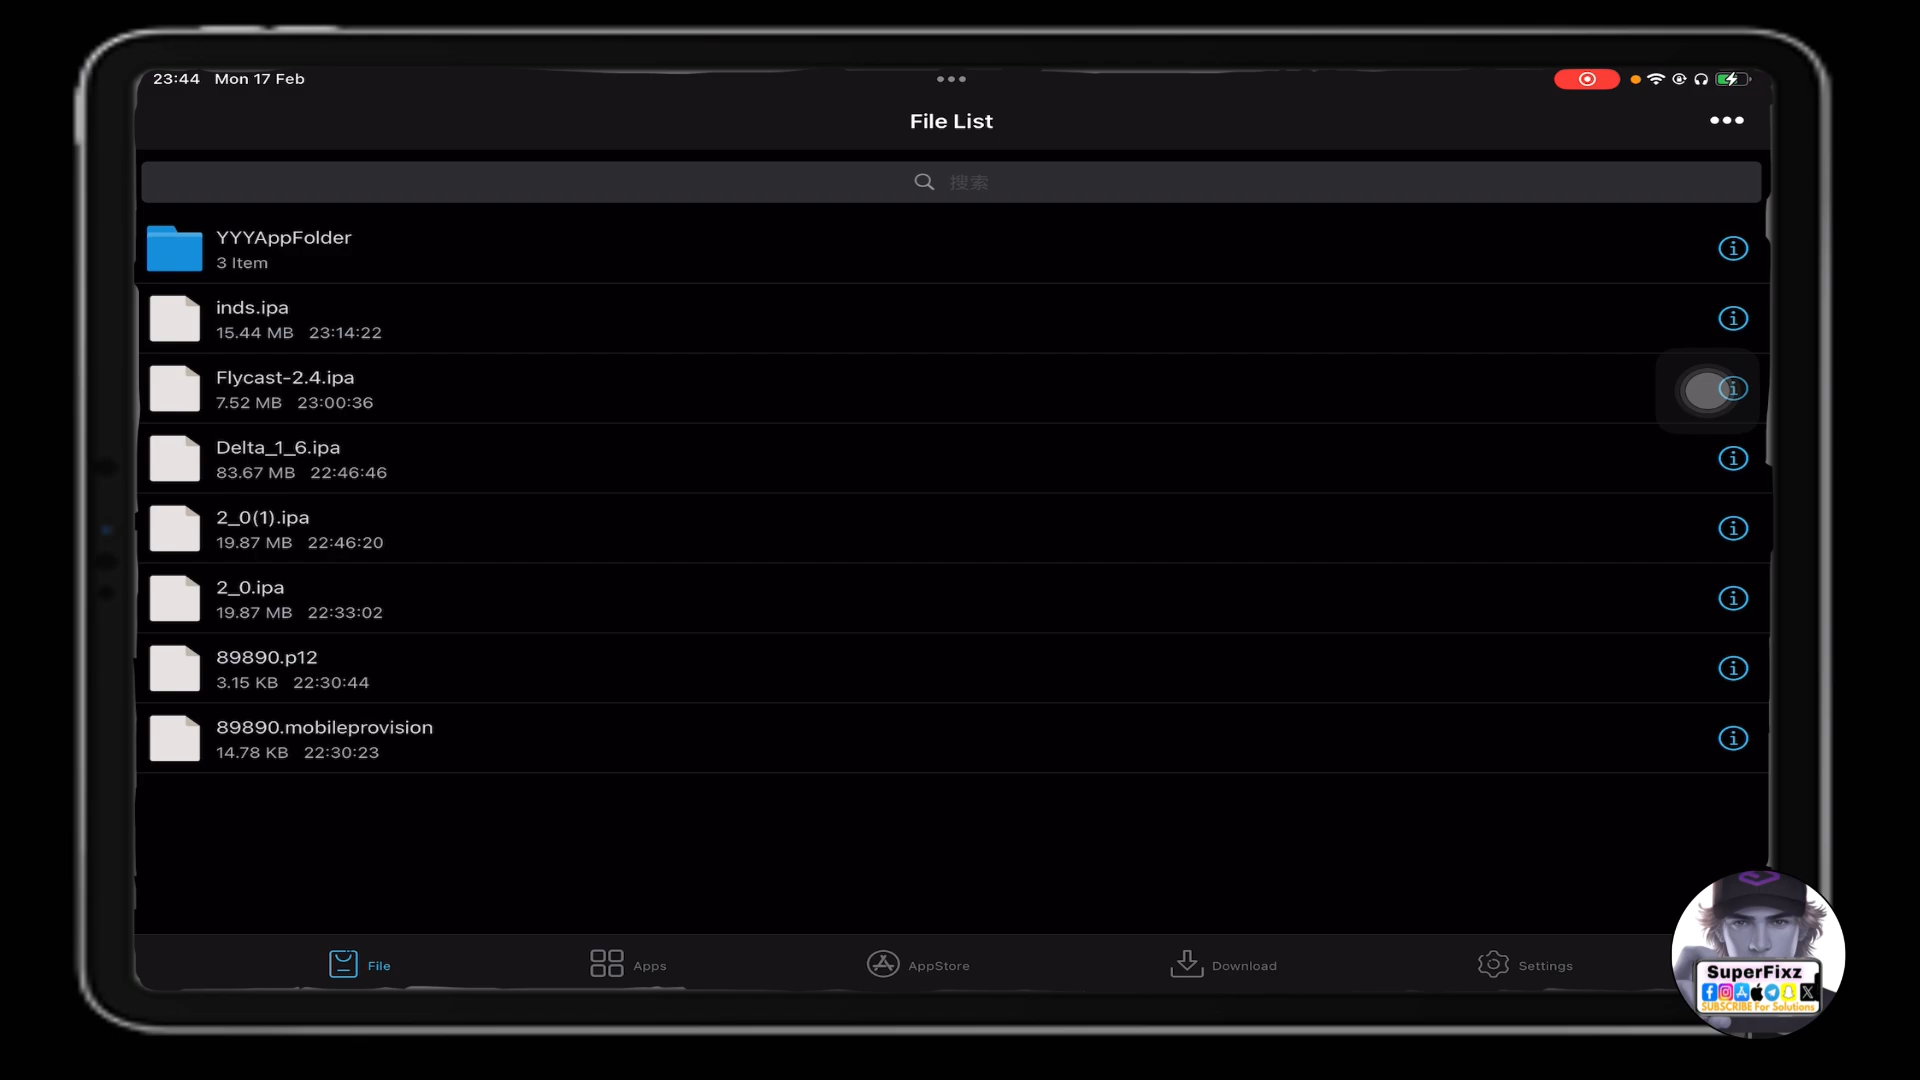 23:44 Mon 17 Feb
File List
搜索
YYYAppFolder
3 Item
inds.ipa
15.44 MB 23:14:22
Flycast-2.4.ipa
7.52 MB 23:00:36
Delta_1_6.ipa
83.67 MB 22:46:46
2_0(1).ipa
19.87 MB 22:46:20
2_0.ipa
19.87 MB 22:33:02
89890.p12
3.15 KB 22:30:44
89890.mobileprovision
14.78 KB 22:30:23
File
Apps
AppStore
Download
Settings
SuperFixz
SUBSCRIBE For Solutions